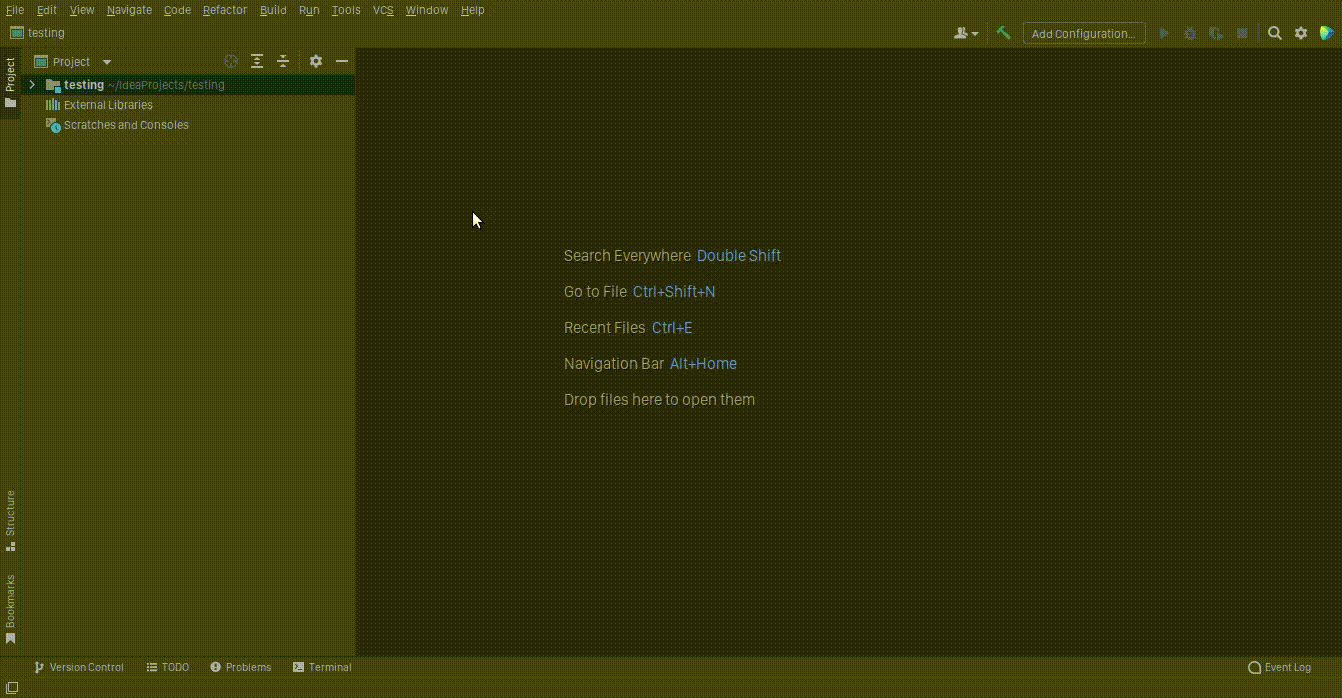 File Edit View Navigate Code Refactor Build Run Tools VCS Window Help
testing
Add Configuration...
Project
Project
testing ~/IdeaProjects/testing
External Libraries
Scratches and Consoles
Search Everywhere Double Shift
Go to File Ctrl+Shift+N
Recent Files Ctrl+E
Navigation Bar Alt+Home
Drop files here to open them
Structure
Bookmarks
Version Control TODO Problems Terminal Event Log